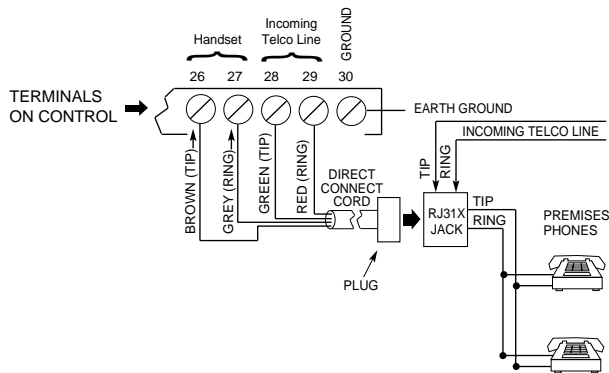 Handset
Incoming
Telco Line
GROUND
26 27 28 29 30
TERMINALS
ON CONTROL
EARTH GROUND
INCOMING TELCO LINE
BROWN (TIP)
GREY (RING)
GREEN (TIP)
RED (RING)
DIRECT
CONNECT
CORD
TIP
RING
RJ31X
JACK
TIP
RING
PREMISES
PHONES
PLUG